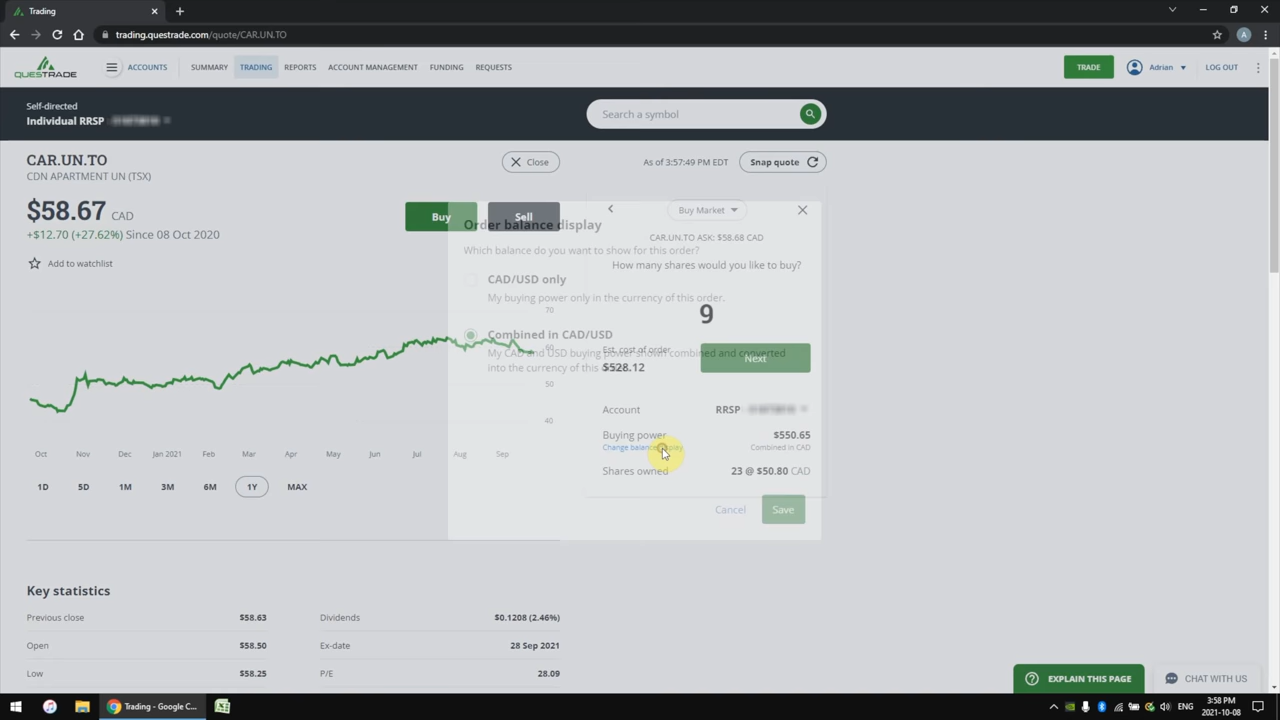 Trading
trading.questrade.com/quote/CAR.UN.TO
A
QUESTRADE
ACCOUNTS
SUMMARY
TRADING
REPORTS
ACCOUNT MANAGEMENT
FUNDING
REQUESTS
TRADE
Adrian
LOG OUT
Self-directed
Individual RRSP
Search a symbol
CAR.UN.TO
CDN APARTMENT UN (TSX)
Close
As of 3:57:49 PM EDT
Snap quote
$58.67 CAD
+$12.70 (+27.62%) Since 08 Oct 2020
Add to watchlist
Buy
Sell
Order balance display
Which balance do you want to show for this order?
CAD/USD only
My buying power only in the currency of this order.
Combined in CAD/USD
My CAD and USD buying power shown combined and converted
into the currency of this order.
Cancel
Save
Buy Market
CAR.UN.TO ASK: $58.68 CAD
How many shares would you like to buy?
9
Est. cost of order
$528.12
Next
Account
RRSP
Buying power
$550.65
Change balance display
Combined in CAD
Shares owned
23 @ $50.80 CAD
70
60
50
40
Oct
Nov
Dec
Jan 2021
Feb
Mar
Apr
May
Jun
Jul
Aug
Sep
1D
5D
1M
3M
6M
1Y
MAX
Key statistics
Previous close
$58.63
Dividends
$0.1208 (2.46%)
Open
$58.50
Ex-date
28 Sep 2021
Low
$58.25
P/E
28.09
EXPLAIN THIS PAGE
CHAT WITH US
Trading - Google C...
ENG
3:58 PM
2021-10-08